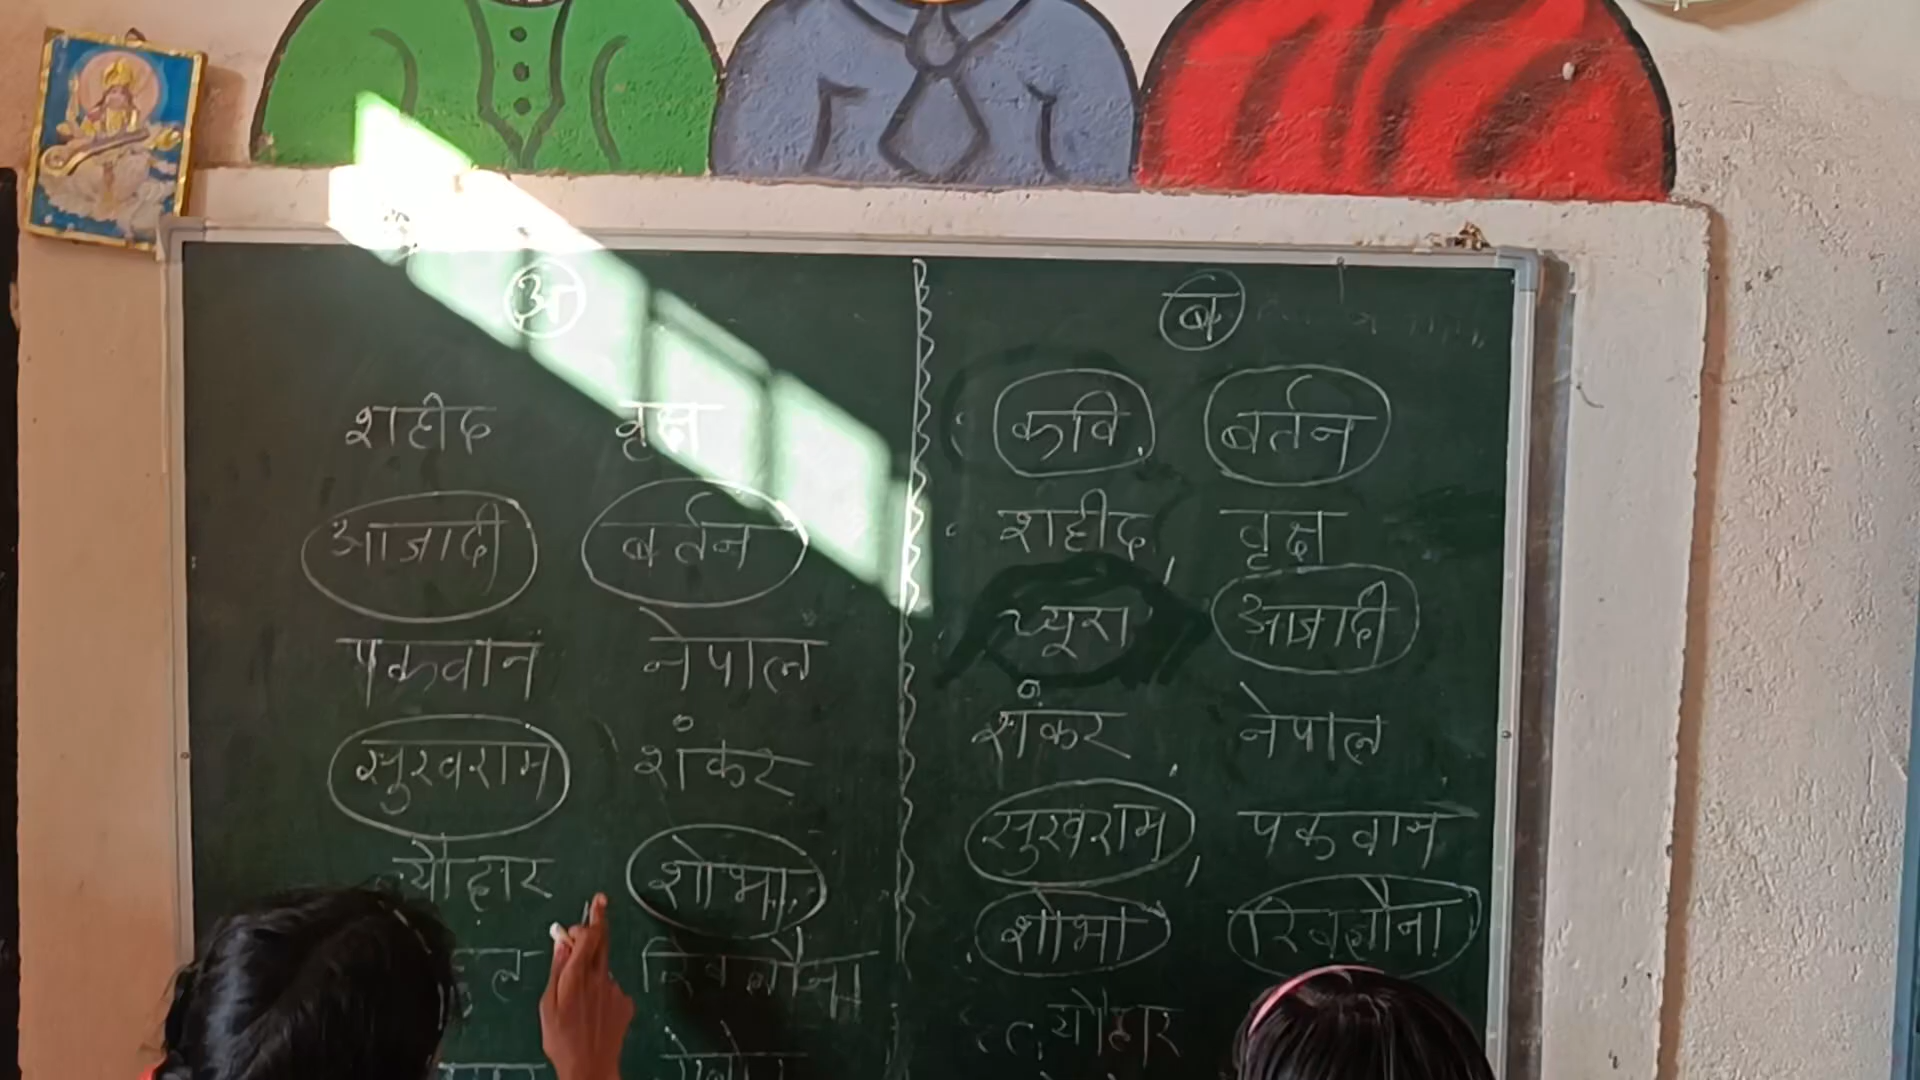 अ
शहीद वृक्ष
आजादी बर्तन
पकवान नेपाल
सुखराम शंकर
शोभा
खिलौना
ब
कवि बर्तन
शहीद वृक्ष
आजादी
शंकर नेपाल
सुखराम पकवान
शोभा खिलौना
त्यौहार